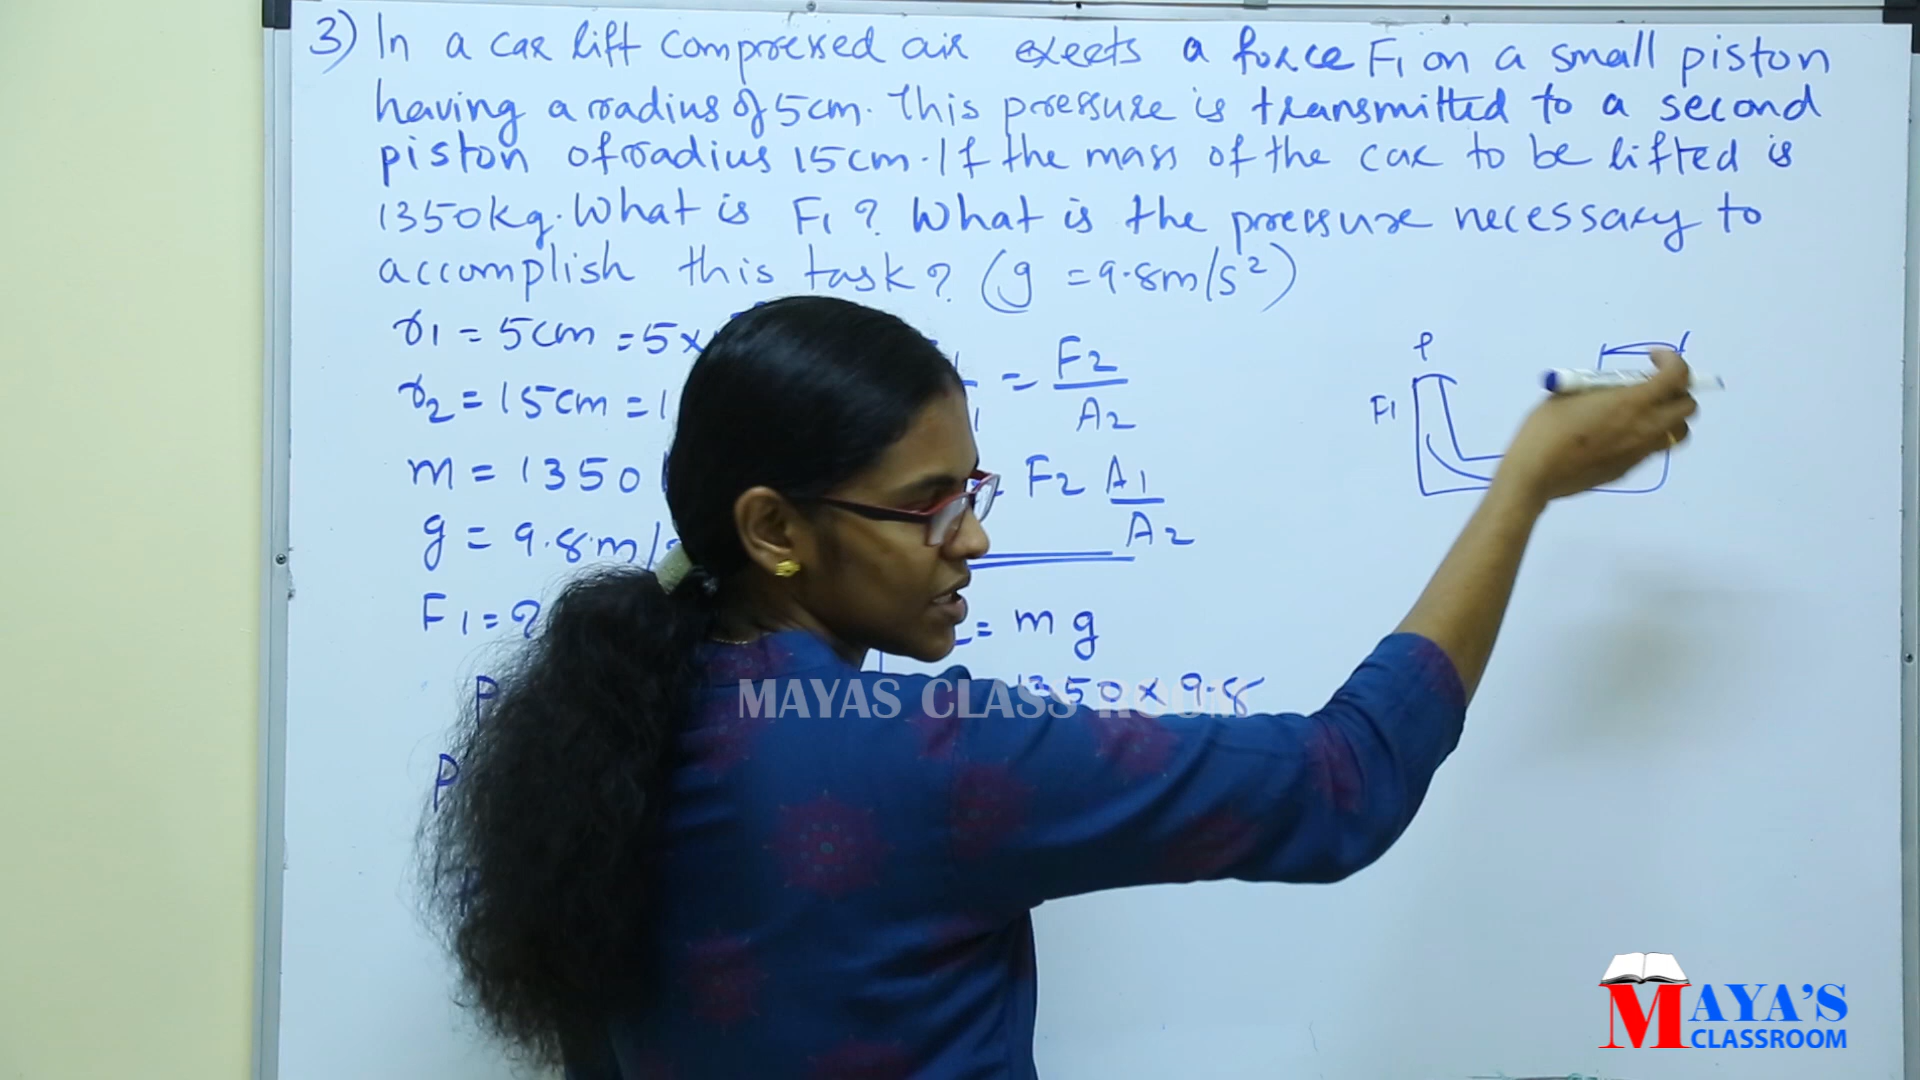 3) In a car lift compressed air exerts a force F1 on a small piston
having a radius of 5cm. This pressure is transmitted to a second
piston of radius 15cm. If the mass of the car to be lifted is
1350kg. What is F1? What is the pressure necessary to
accomplish this task? (g = 9.8m/s²)
r1 = 5cm = 5×
= F2
A2
r2 = 15cm = 1
m = 1350
F2 A1
A2
g = 9.8m/
F1 = ?
= mg
1350 × 9.8
P
P
P
F1
MAYAS CLASS ROOM
MAYA'S
CLASSROOM